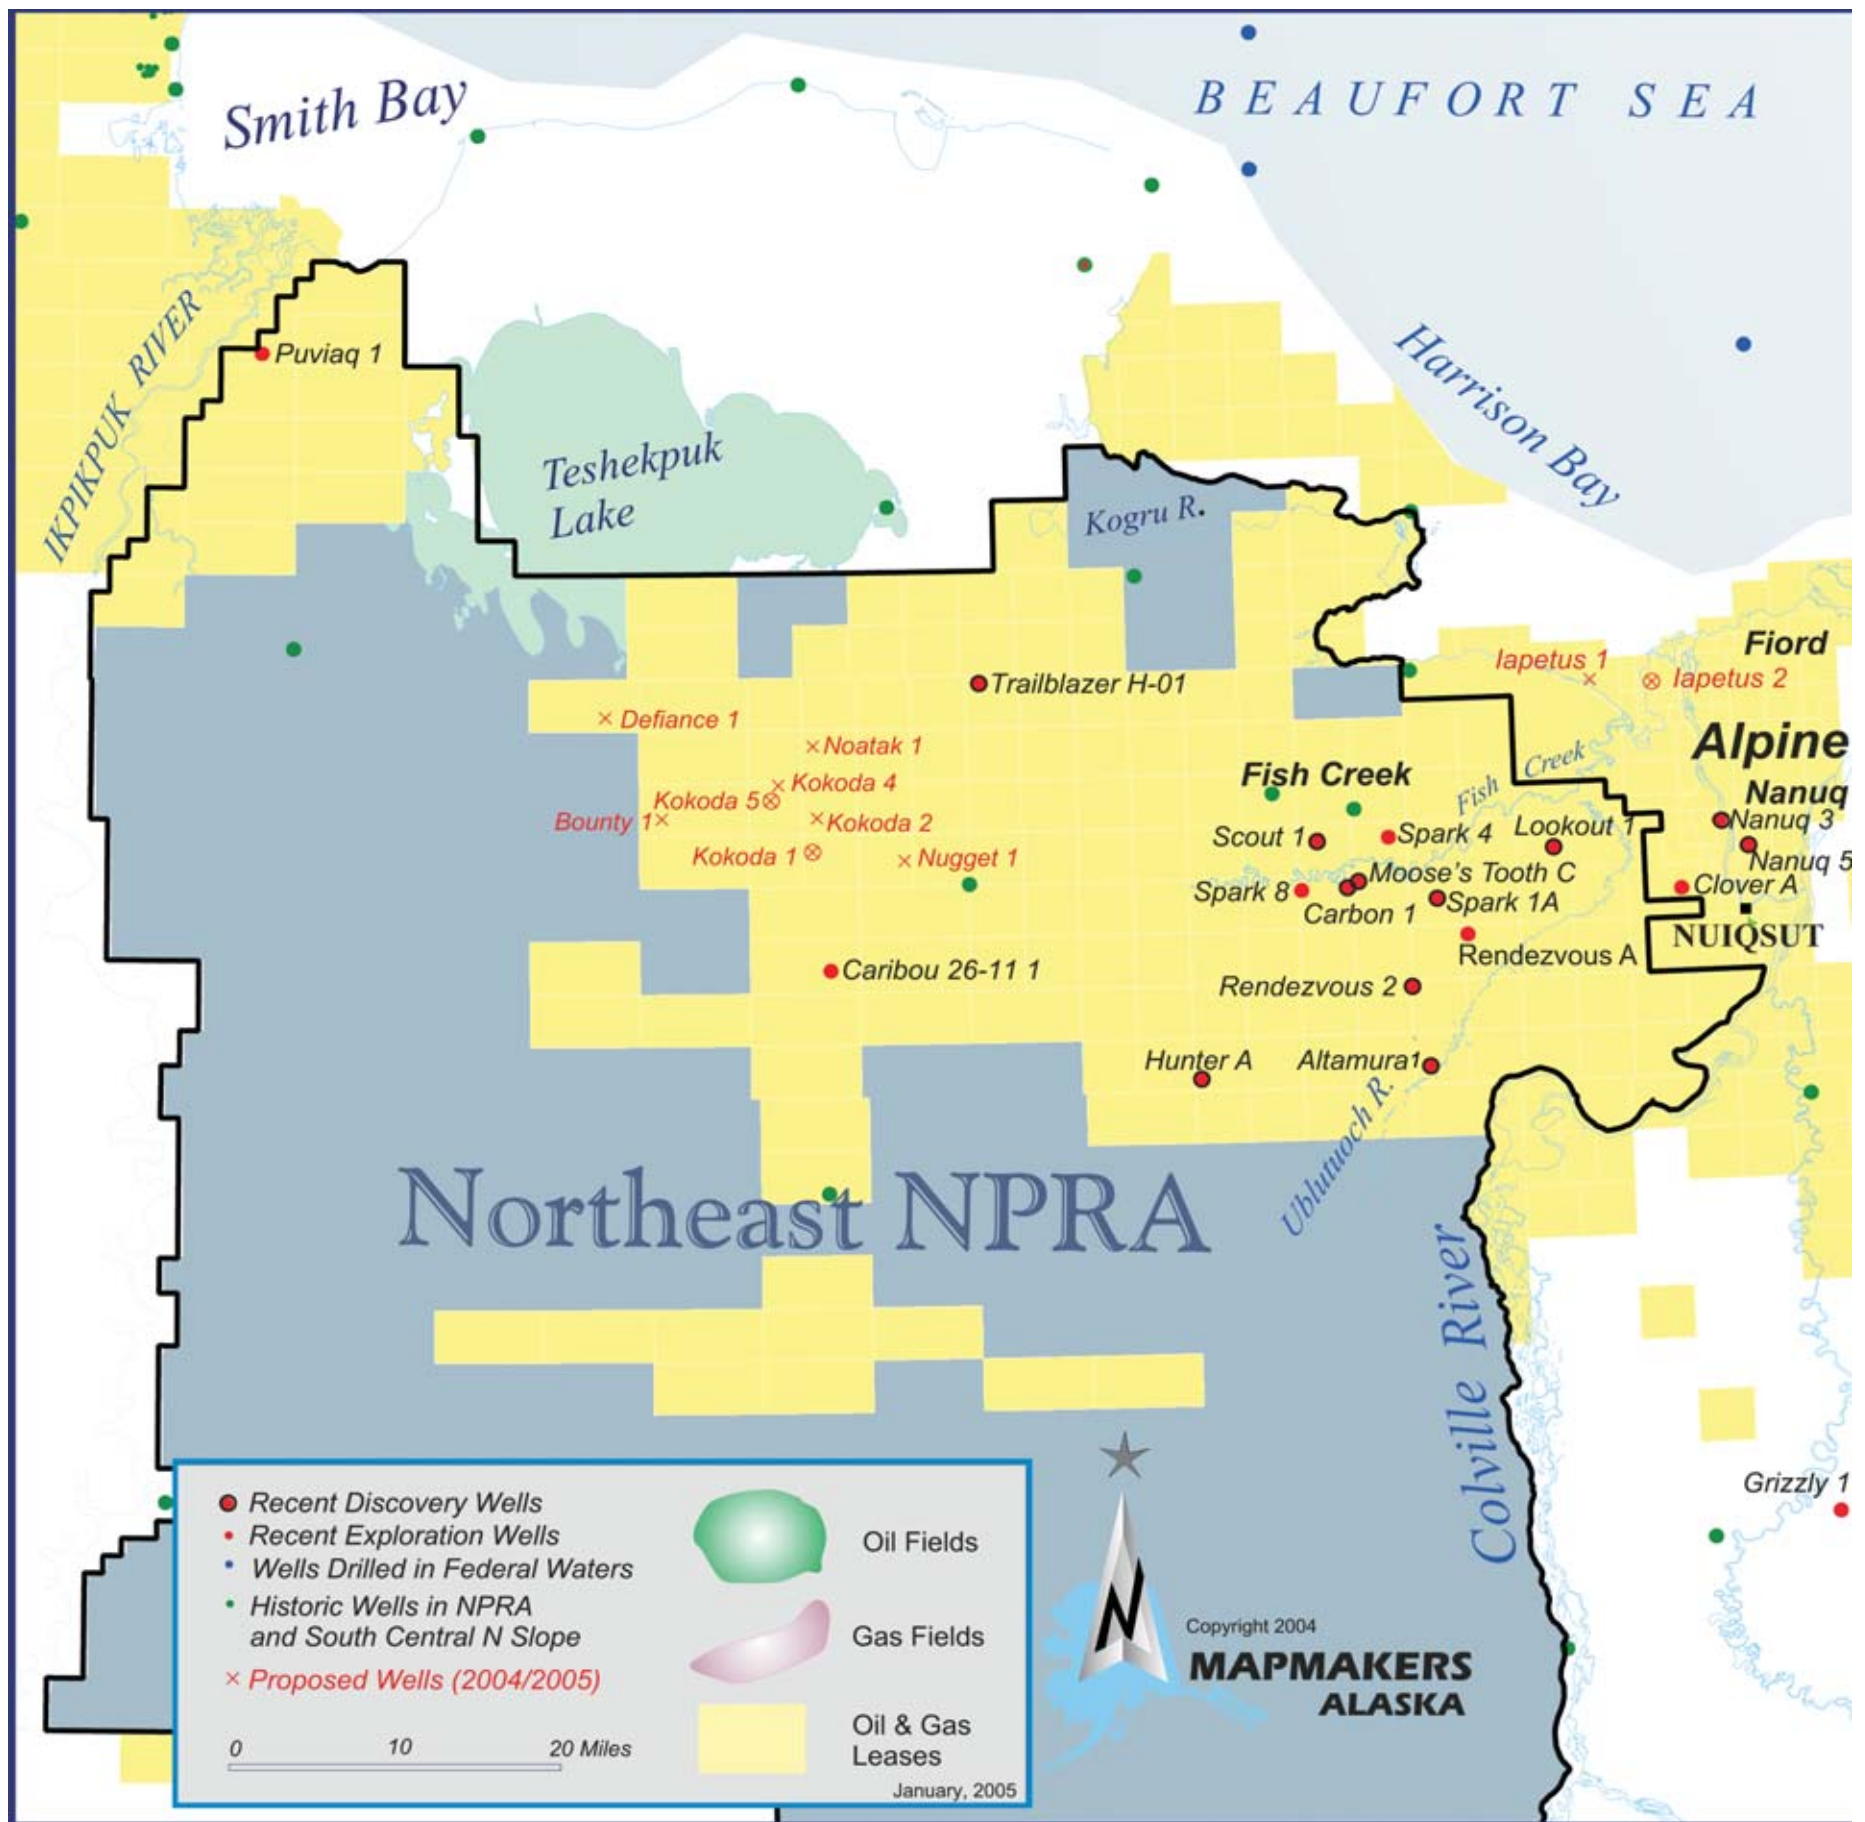 Smith Bay
BEAUFORT SEA
IKPIKPUK RIVER
Puviaq 1
Harrison Bay
Teshekpuk
Lake
Kogru R.
Fiord
Iapetus 1
Iapetus 2
Trailblazer H-01
Defiance 1
Noatak 1
Alpine
Fish Creek
Fish Creek
Kokoda 4
Kokoda 5
Nanuq
Bounty 1
Kokoda 2
Scout 1
Spark 4
Lookout 1
Nanuq 3
Kokoda 1
Nugget 1
Nanuq 5
Moose's Tooth C
Spark 8
Clover A
Carbon 1
Spark 1A
NUIQSUT
Rendezvous A
Caribou 26-11 1
Rendezvous 2
Hunter A
Altamura1
Ublutuoch R.
Northeast NPRA
Colville River
Grizzly 1
Recent Discovery Wells
Recent Exploration Wells
Wells Drilled in Federal Waters
Historic Wells in NPRA
and South Central N Slope
Proposed Wells (2004/2005)
0 10 20 Miles
Oil Fields
Gas Fields
Oil & Gas
Leases
January, 2005
N
Copyright 2004
MAPMAKERS
ALASKA